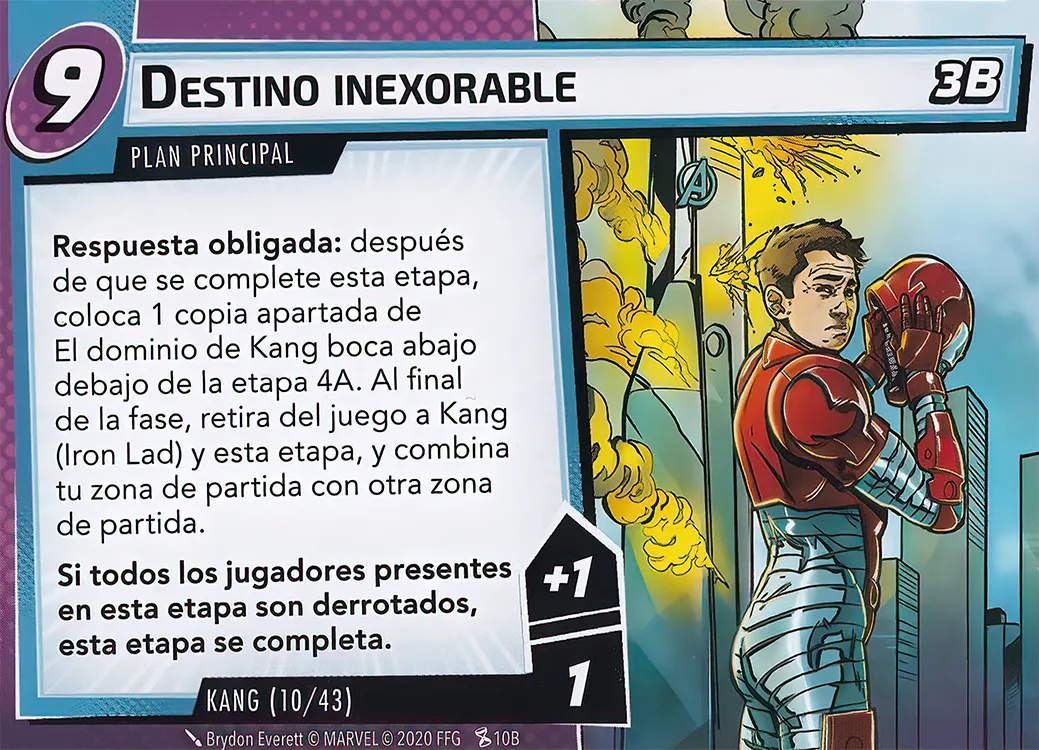 9
DESTINO INEXORABLE
3B
PLAN PRINCIPAL
Respuesta obligada: después
de que se complete esta etapa,
coloca 1 copia apartada de
El dominio de Kang boca abajo
debajo de la etapa 4A. Al final
de la fase, retira del juego a Kang
(Iron Lad) y esta etapa, y combina
tu zona de partida con otra zona
de partida.
Si todos los jugadores presentes
en esta etapa son derrotados,
esta etapa se completa.
+1
1
KANG (10/43)
Brydon Everett © MARVEL © 2020 FFG 10B